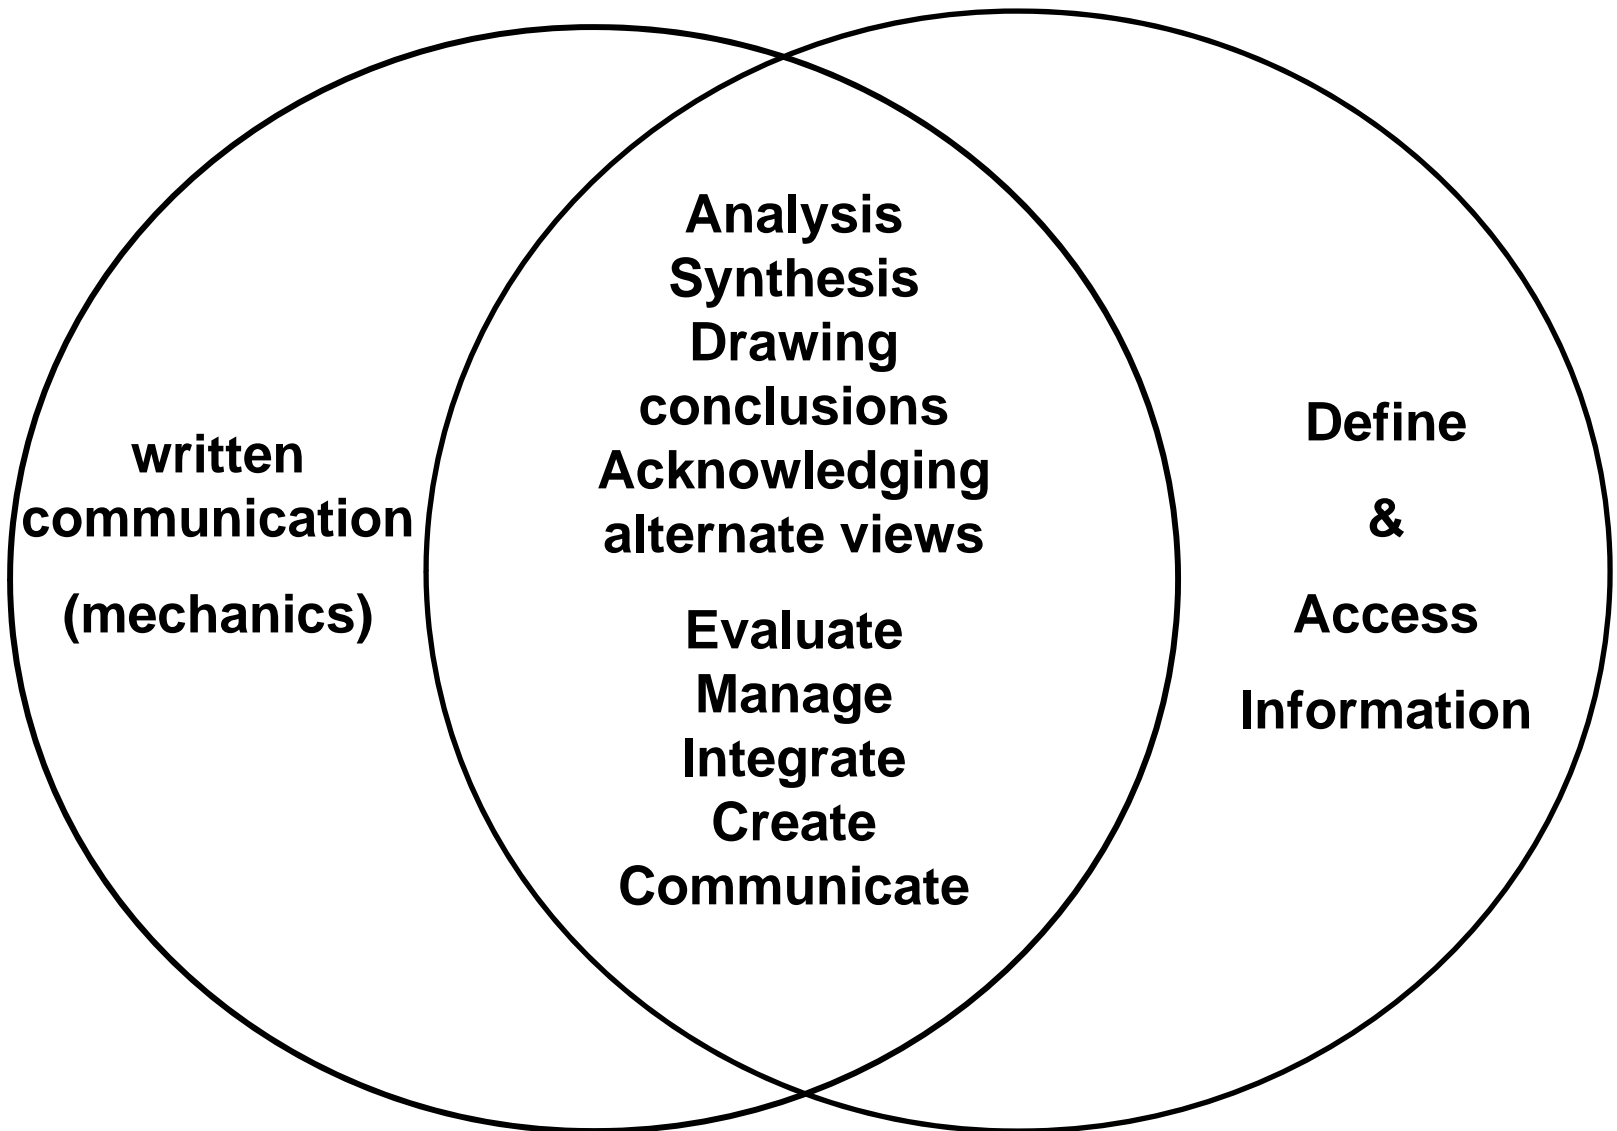 written
communication
(mechanics)
Analysis
Synthesis
Drawing
conclusions
Acknowledging
alternate views
Evaluate
Manage
Integrate
Create
Communicate
Define
&
Access
Information